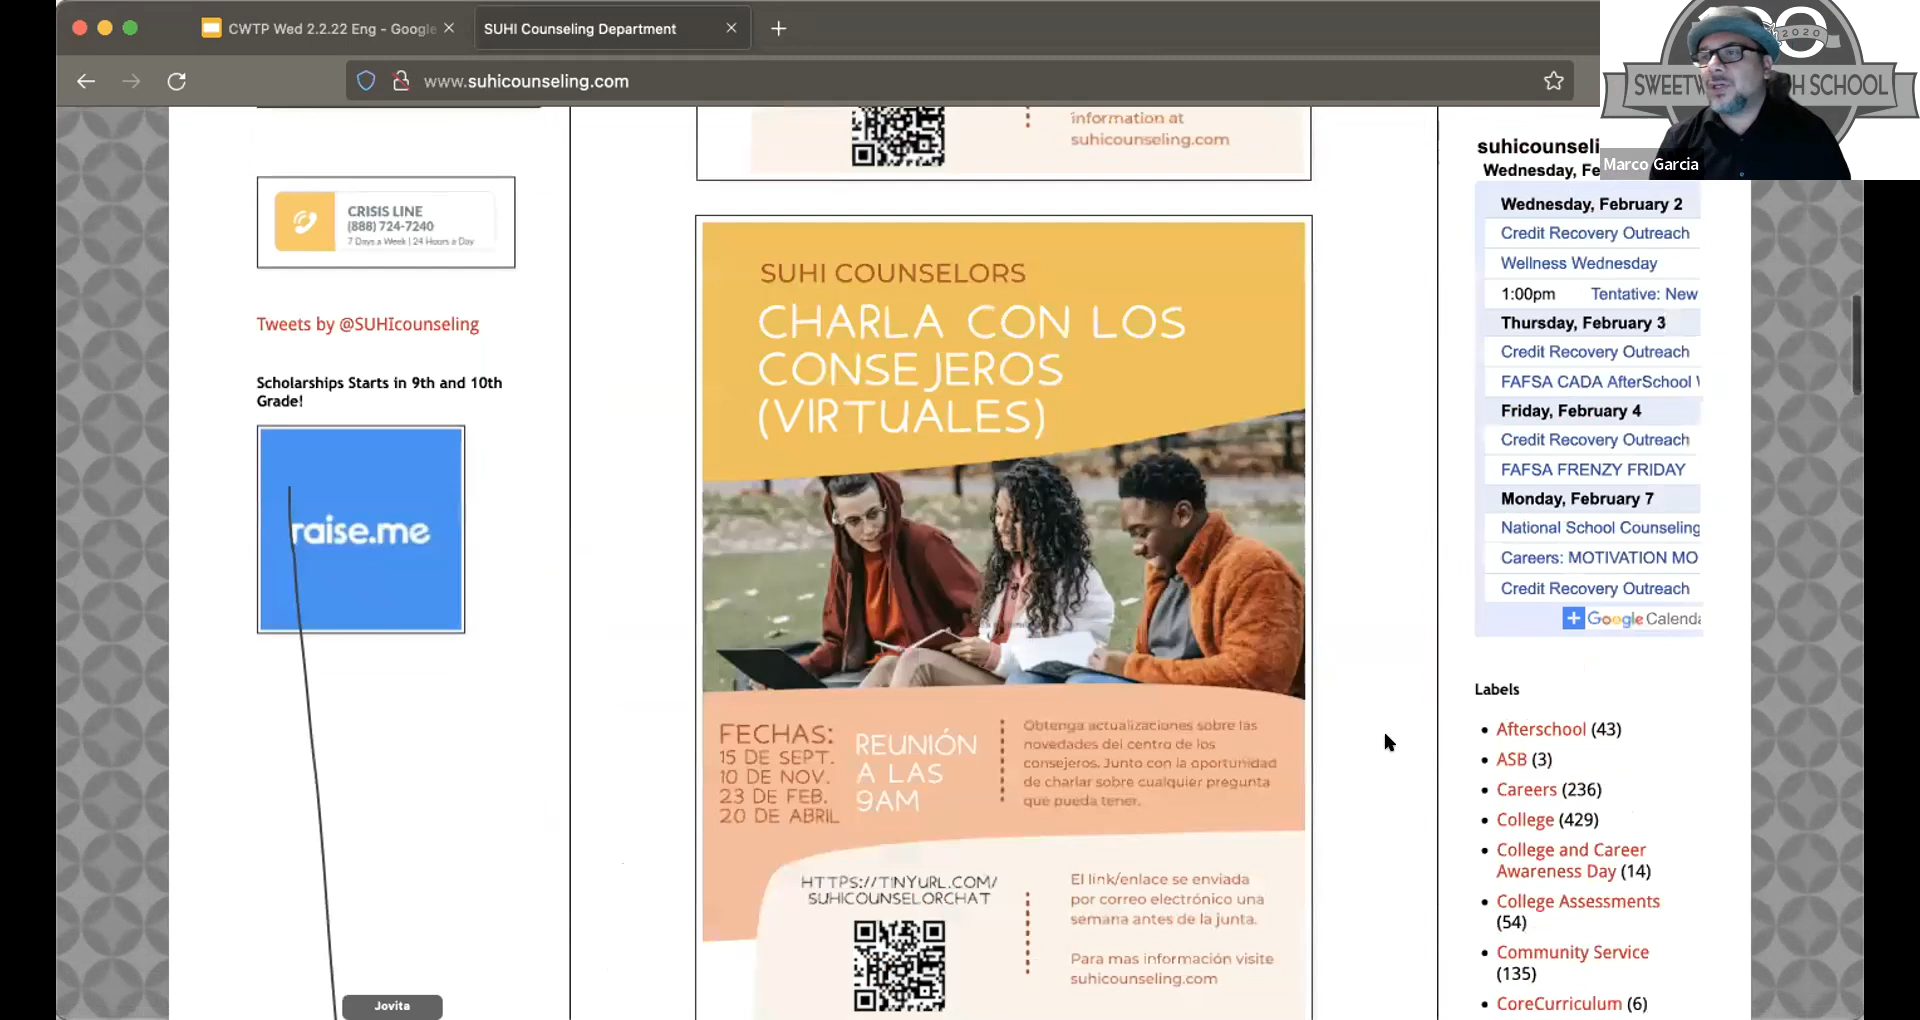 CWTP Wed 2.2.22 Eng - Google
SUHI Counseling Department
www.suhicounseling.com
2020
HIGH SCHOOL
Marco Garcia
CRISIS LINE
(888) 724-7240
7 Days a Week | 24 Hours a Day
Tweets by @SUHIcounseling
Scholarships Starts in 9th and 10th
Grade!
raise.me
Jovita
information at
suhicounseling.com
SUHI COUNSELORS
CHARLA CON LOS
CONSEJEROS
(VIRTUALES)
FECHAS:
15 DE SEPT.
10 DE NOV.
23 DE FEB.
20 DE ABRIL
REUNIÓN
A LAS
9AM
Obtenga actualizaciones sobre las
novedades del centro de los
consejeros. Junto con la oportunidad
de charlar sobre cualquier pregunta
que pueda tener.
HTTPS://TINYURL.COM/
SUHICOUNSELORCHAT
El link/enlace se enviada
por correo electrónico una
semana antes de la junta.
Para mas información visite
suhicounseling.com
suhicounseli
Wednesday, Fe
Wednesday, February 2
Credit Recovery Outreach
Wellness Wednesday
1:00pm Tentative: New
Thursday, February 3
Credit Recovery Outreach
FAFSA CADA AfterSchool
Friday, February 4
Credit Recovery Outreach
FAFSA FRENZY FRIDAY
Monday, February 7
National School Counseling
Careers: MOTIVATION MO
Credit Recovery Outreach
Google Calenda
Labels
Afterschool (43)
ASB (3)
Careers (236)
College (429)
College and Career
Awareness Day (14)
College Assessments
(54)
Community Service
(135)
CoreCurriculum (6)